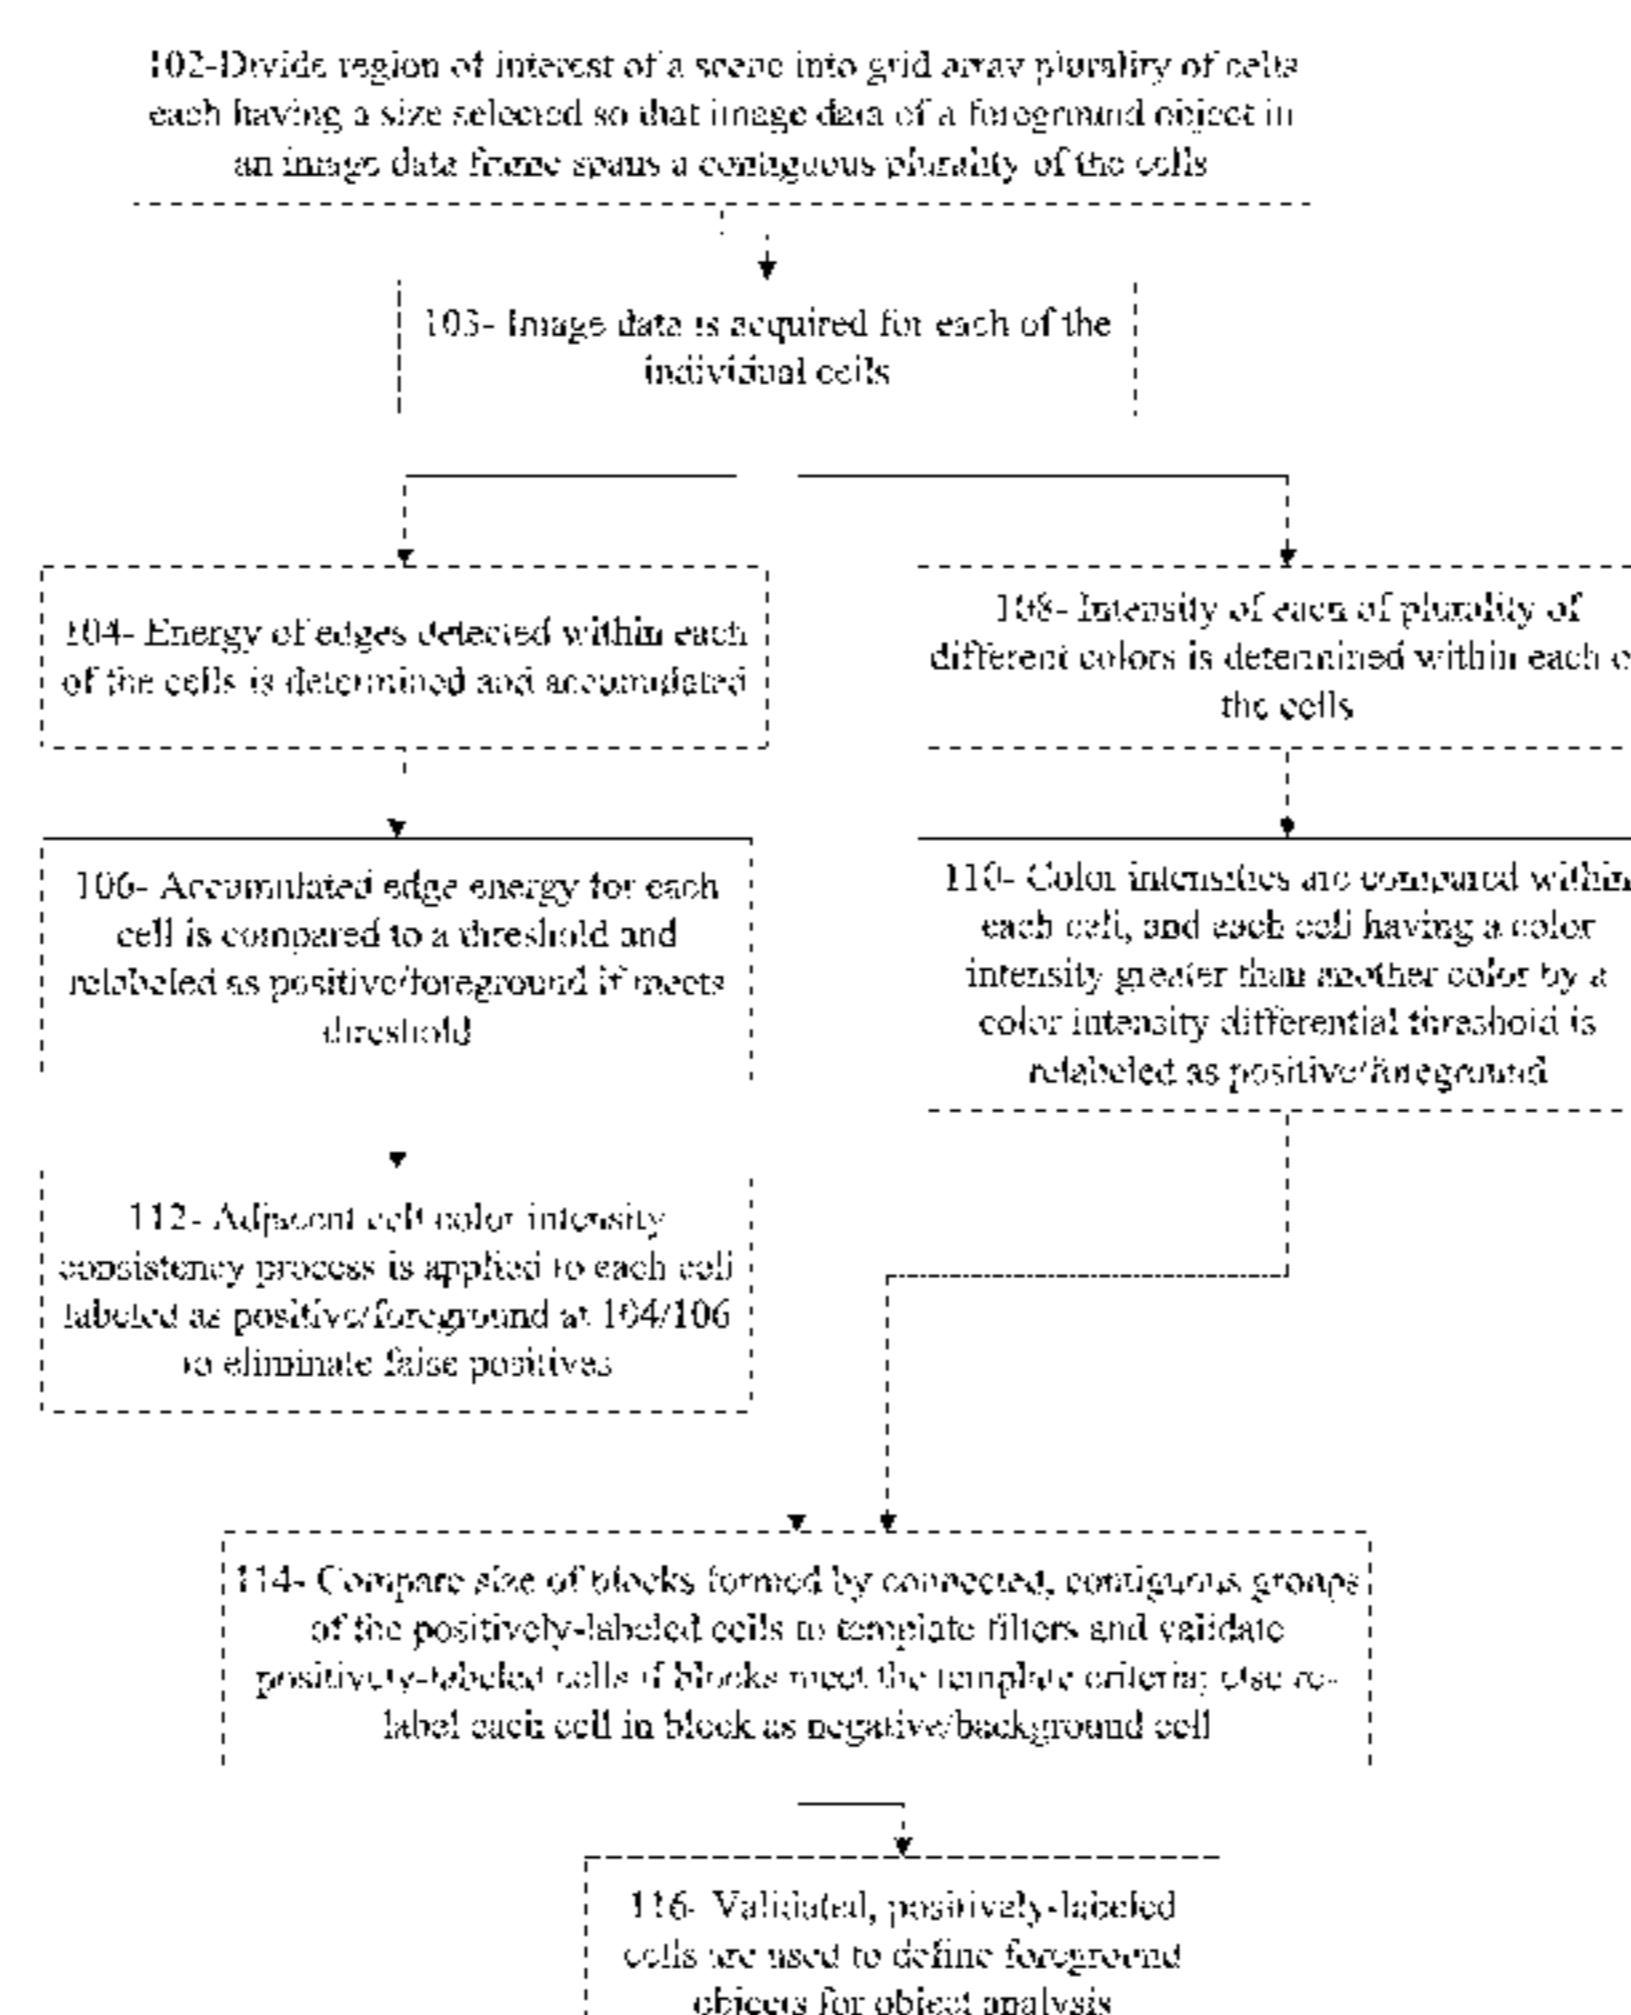 102-Divide region of interest of a scene into grid array plurality of cells
each having a size selected so that image data of a foreground object in
an image data frame spans a contiguous plurality of the cells
103- Image data is acquired for each of the
individual cells
104- Energy of edges detected within each
of the cells is determined and accumulated
108- Intensity of each of plurality of
different colors is determined within each o
the cells
106- Accumulated edge energy for each
cell is compared to a threshold and
relabeled as positive/foreground if meets
threshold
110- Color intensities are compared within
each cell, and each cell having a color
intensity greater than another color by a
color intensity differential threshold is
relabeled as positive/foreground
112- Adjacent cell color intensity
consistency process is applied to each cell
labeled as positive/foreground at 104/106
to eliminate false positives
114- Compare size of blocks formed by connected, contiguous groups
of the positively-labeled cells to template filters and validate
positively-labeled cells if blocks meet the template criteria; else re-
label each cell in block as negative/background cell
116- Validated, positively-labeled
cells are used to define foreground
objects for object analysis